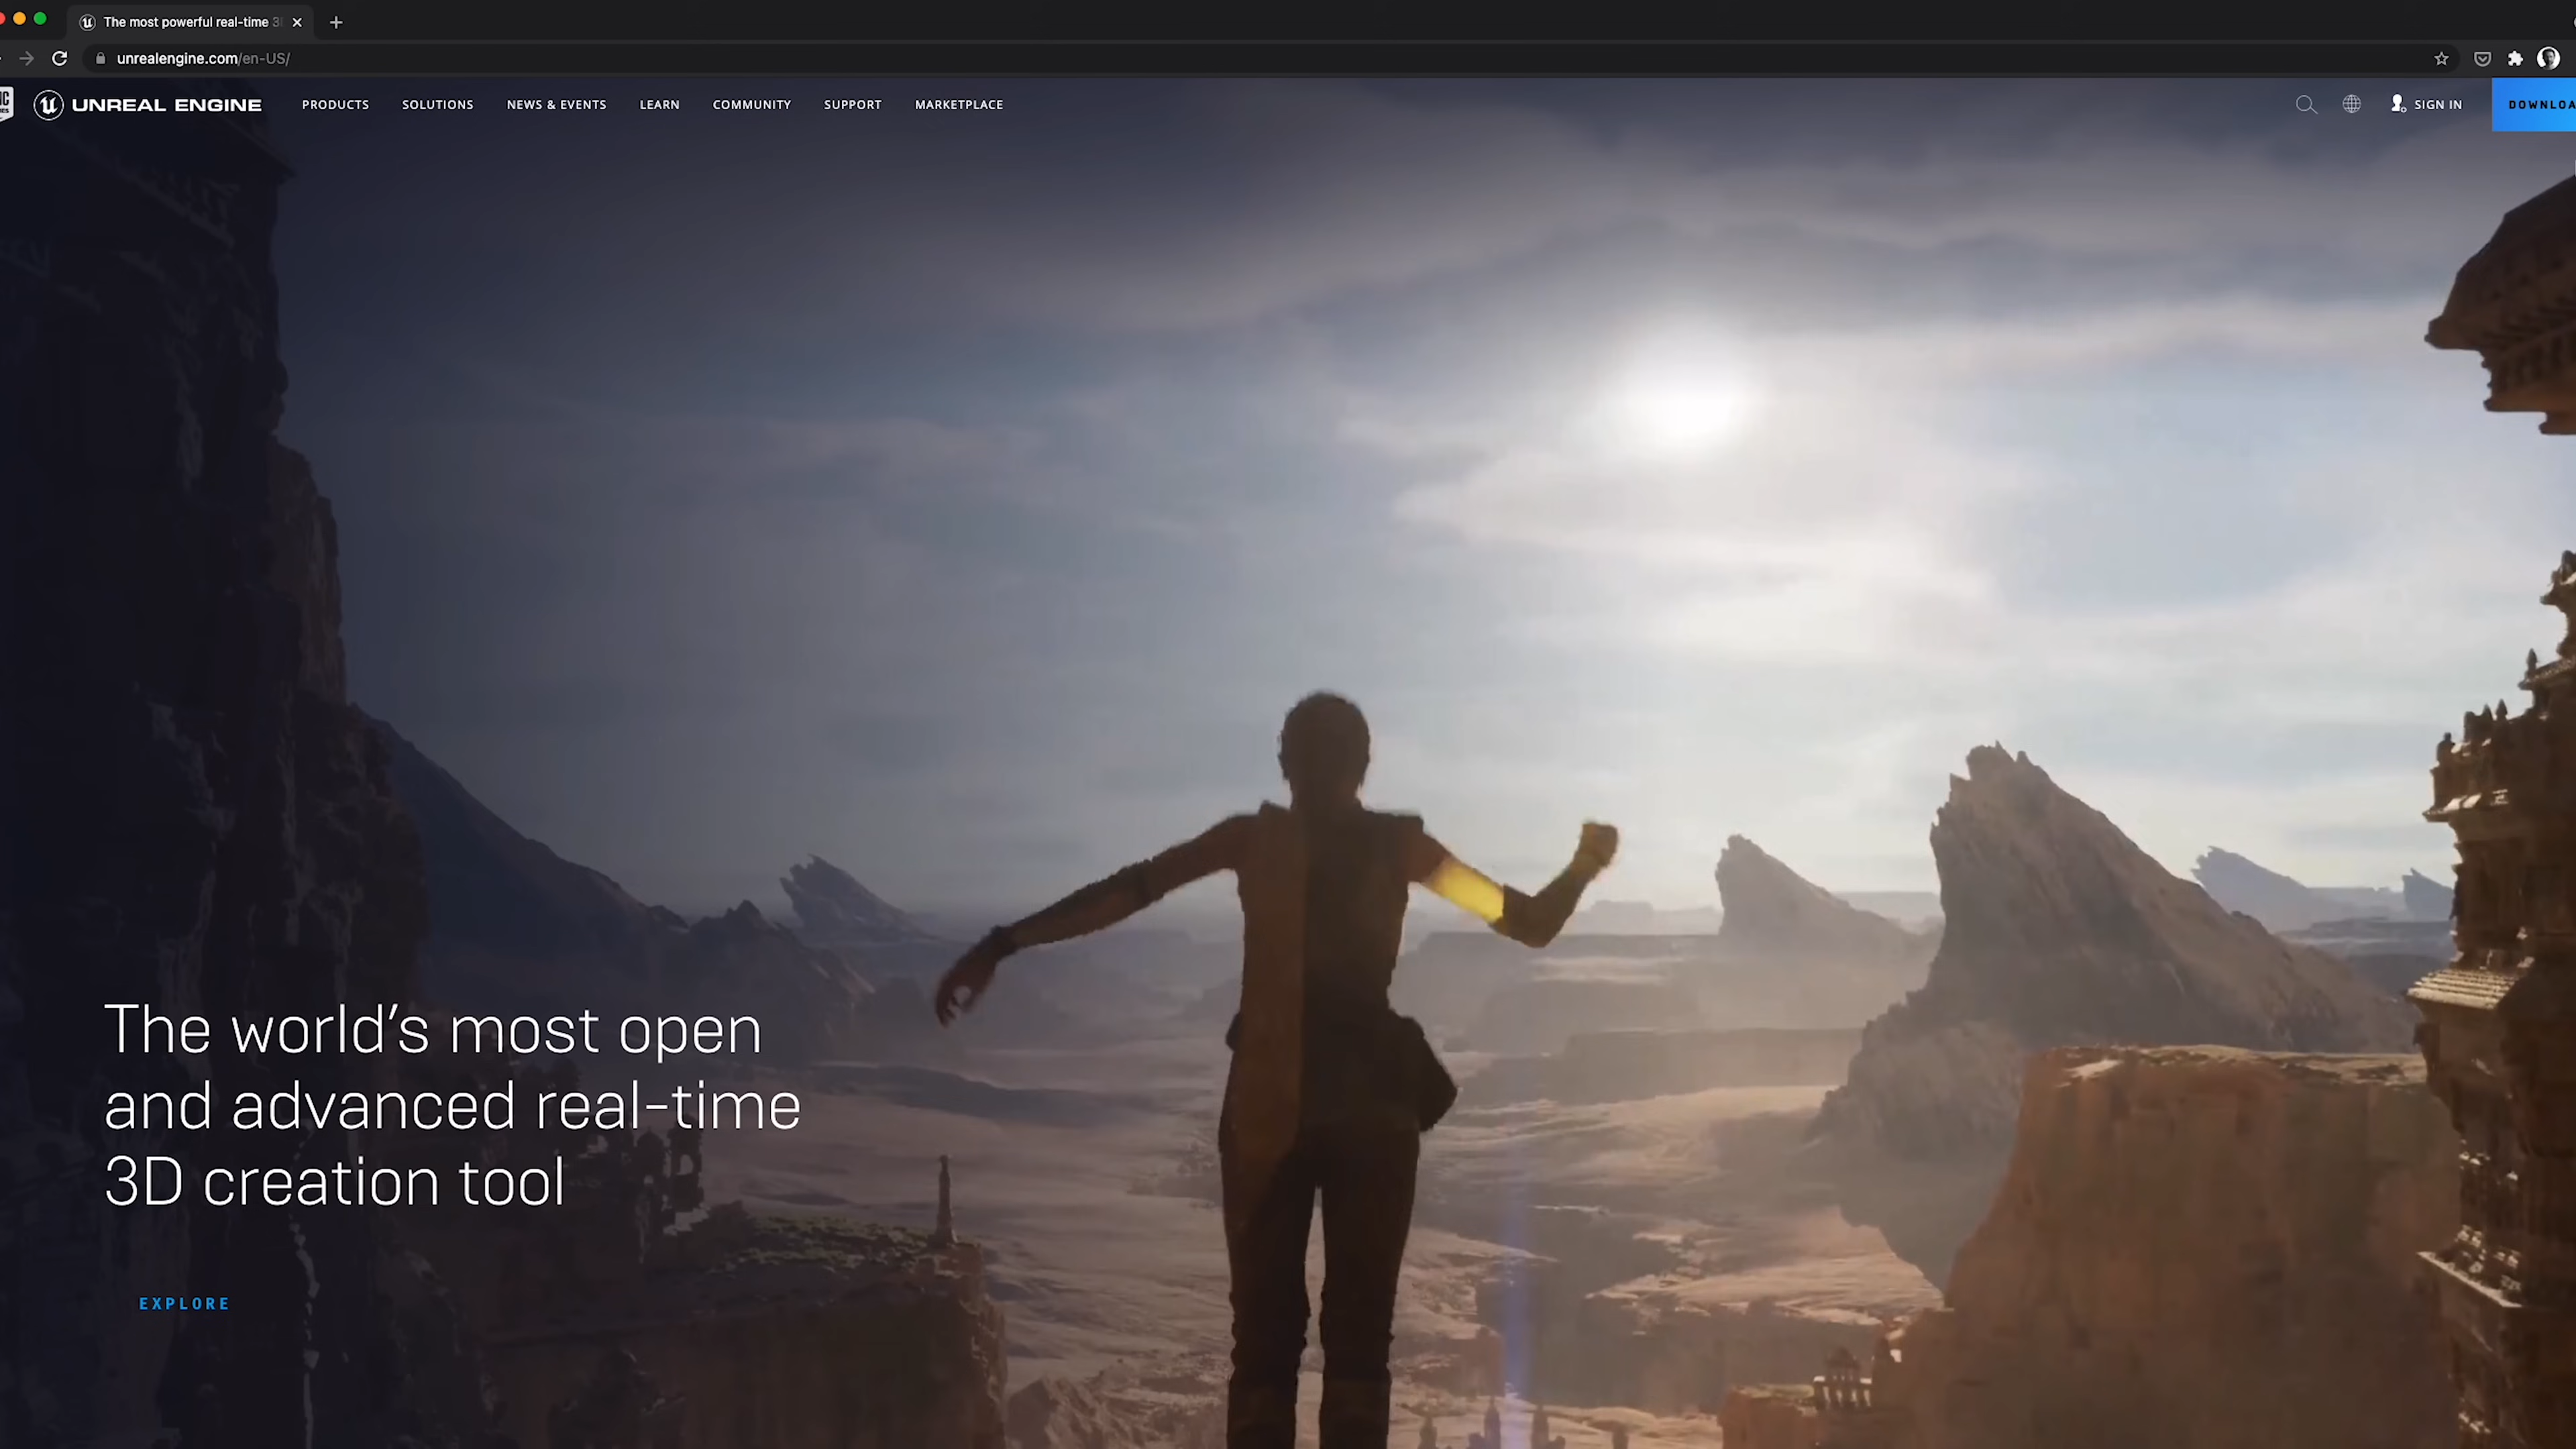 The most powerful real-time 3
unrealengine.com/en-US/
UNREAL ENGINE
PRODUCTS
SOLUTIONS
NEWS & EVENTS
LEARN
COMMUNITY
SUPPORT
MARKETPLACE
SIGN IN
DOWNLOA
The world's most open
and advanced real-time
3D creation tool
EXPLORE